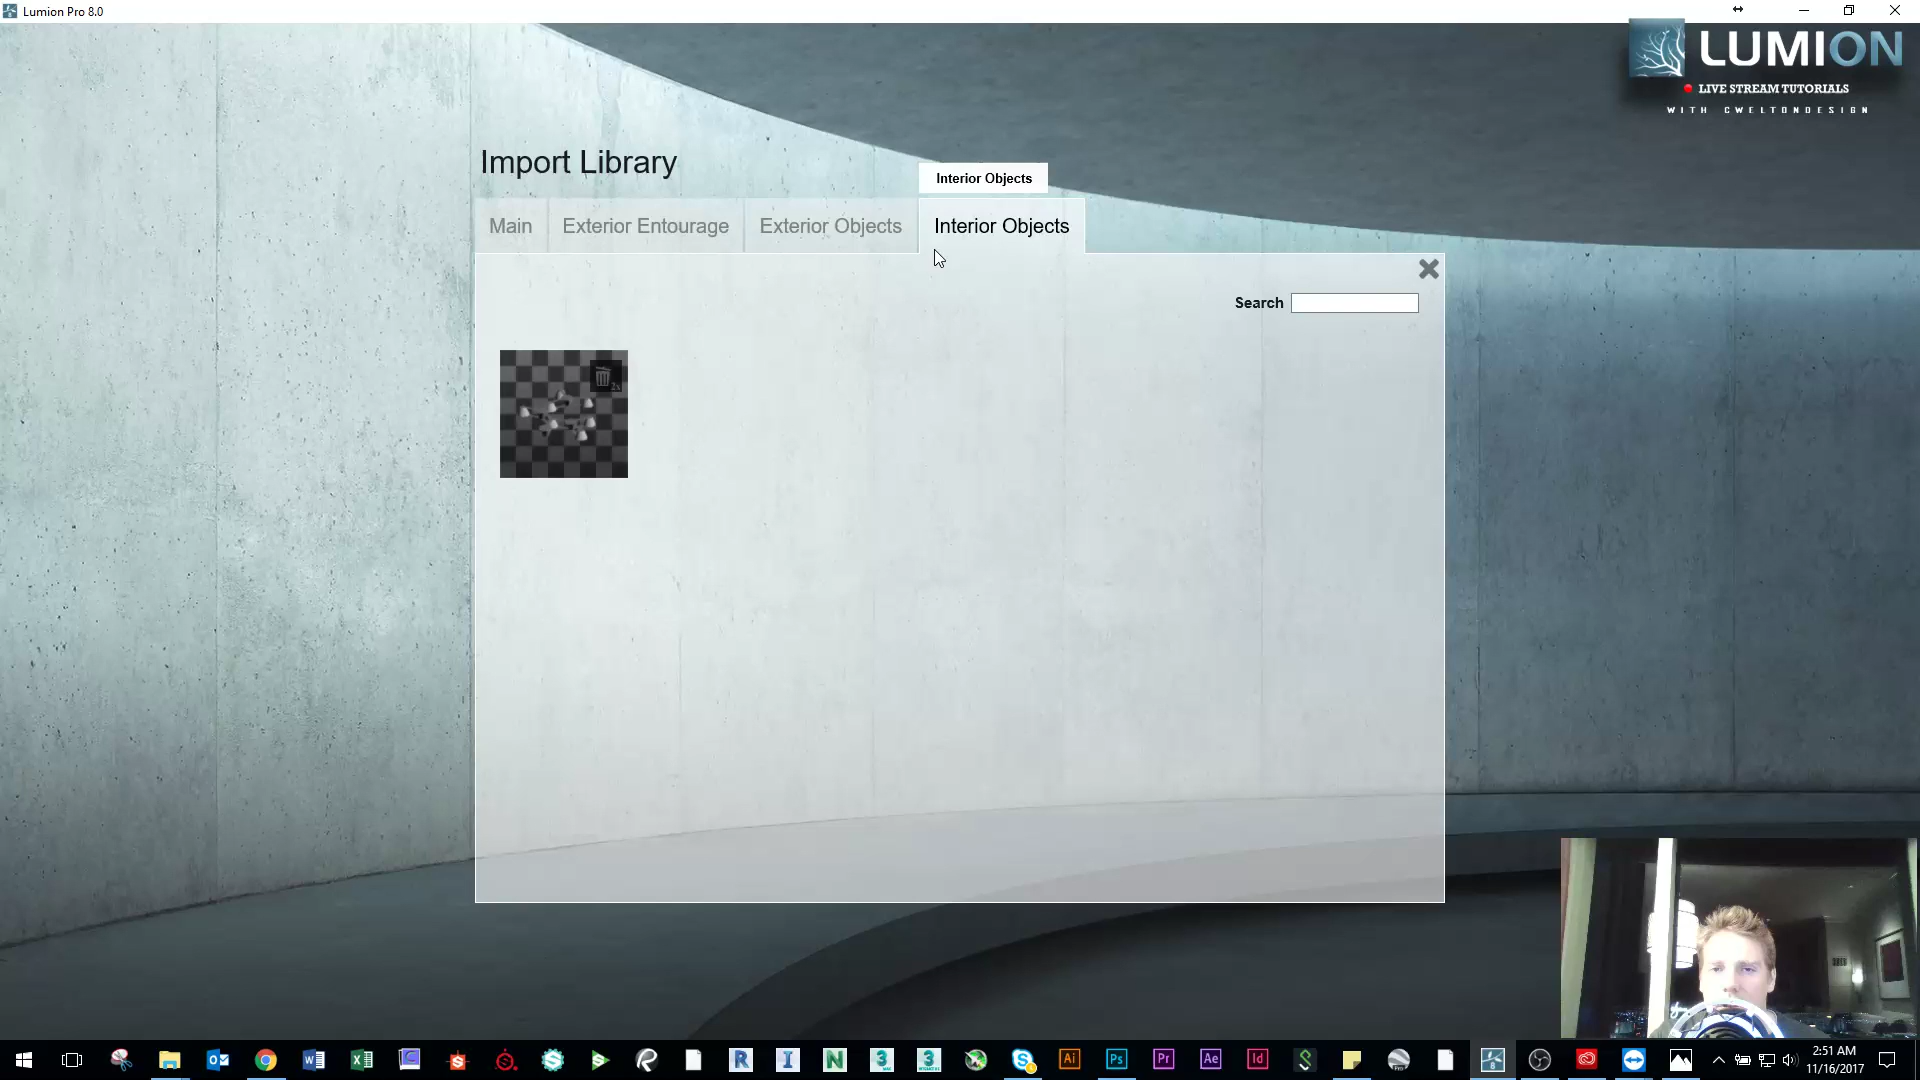 Lumion Pro 8.0
LUMION
LIVE STREAM TUTORIALS
WITH CWELTONDESIGN
Import Library
Interior Objects
Main
Exterior Entourage
Exterior Objects
Interior Objects
Search
2:51 AM
11/16/2017